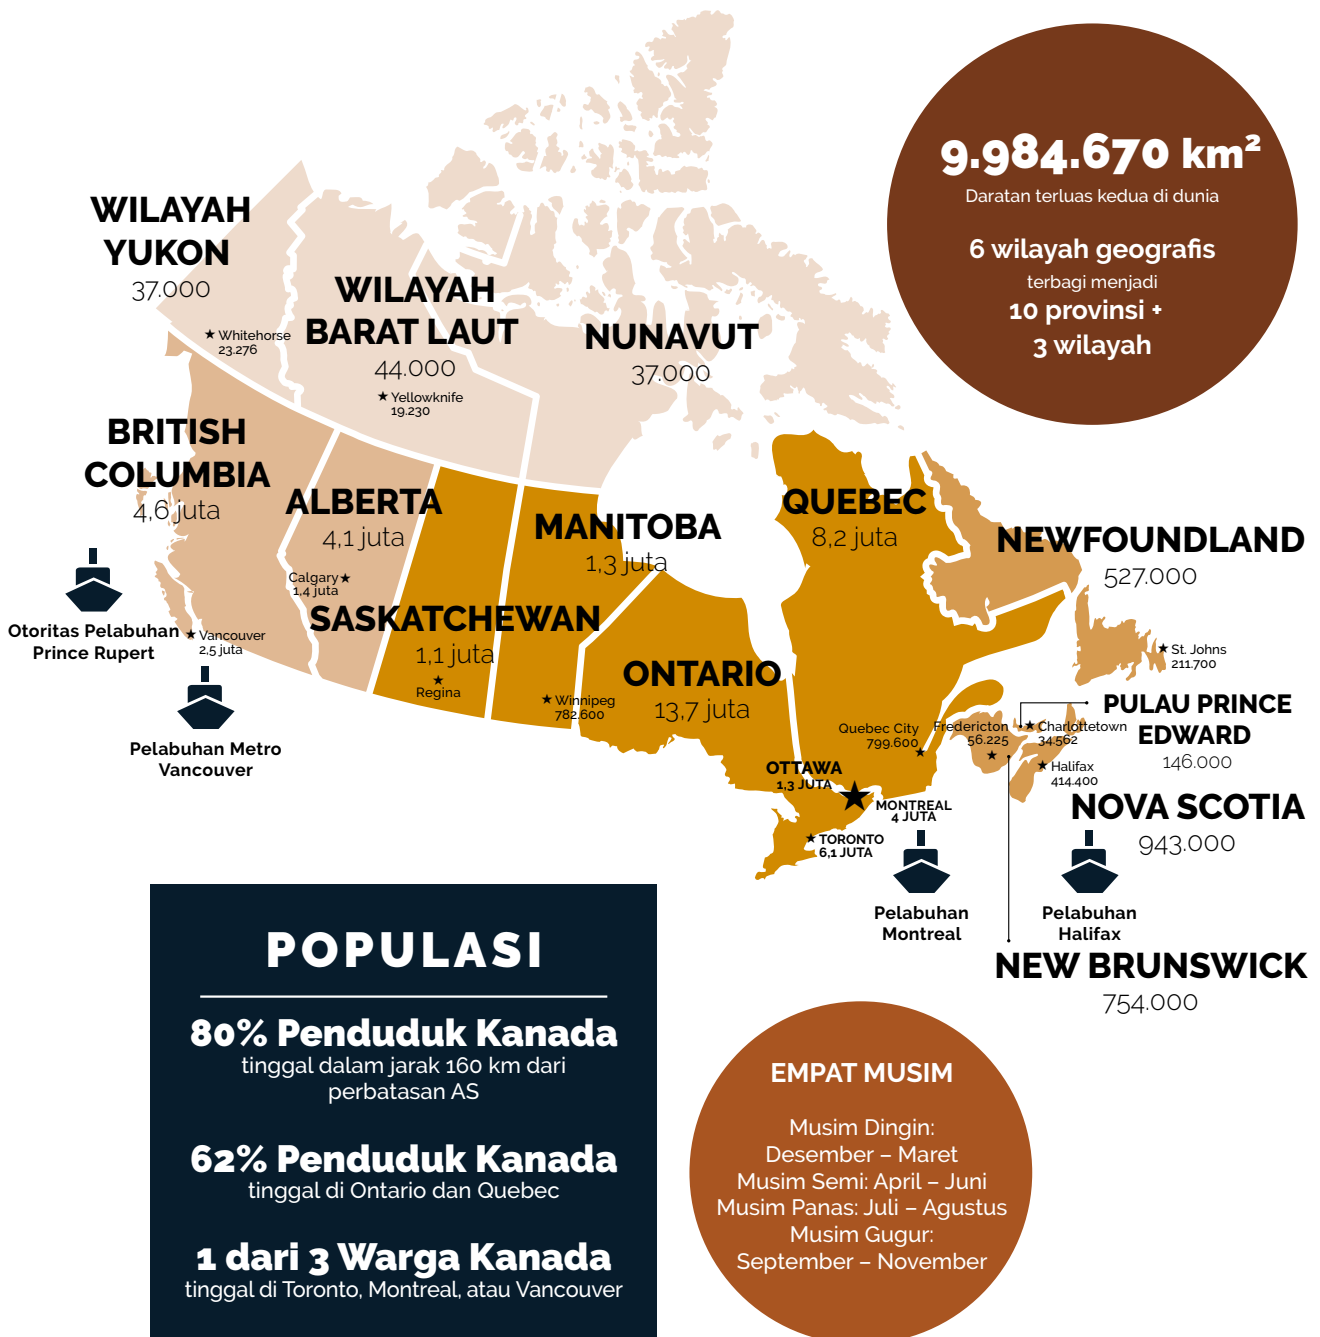 9.984.670 km²
Daratan terluas kedua di dunia
6 wilayah geografis
terbagi menjadi
10 provinsi +
3 wilayah
WILAYAH
YUKON
37.000
★ Whitehorse
23.276
WILAYAH
BARAT LAUT
44.000
★ Yellowknife
19.230
NUNAVUT
37.000
BRITISH
COLUMBIA
4,6 juta
ALBERTA
4,1 juta
Calgary ★
1,4 juta
SASKATCHEWAN
1,1 juta
★
Regina
MANITOBA
1,3 juta
★ Winnipeg
782.600
ONTARIO
13,7 juta
QUEBEC
8,2 juta
Quebec City
799.600
★
NEWFOUNDLAND
527.000
★ St. Johns
211.700
Otoritas Pelabuhan
Prince Rupert
★ Vancouver
2,5 juta
Pelabuhan Metro
Vancouver
Fredericton
56.225
★
★ Charlottetown
34.562
PULAU PRINCE
EDWARD
146.000
★ Halifax
414.400
NOVA SCOTIA
943.000
OTTAWA
1,3 JUTA
★
MONTREAL
4 JUTA
★ TORONTO
6,1 JUTA
Pelabuhan
Montreal
Pelabuhan
Halifax
NEW BRUNSWICK
754.000
POPULASI
80% Penduduk Kanada
tinggal dalam jarak 160 km dari
perbatasan AS
62% Penduduk Kanada
tinggal di Ontario dan Quebec
1 dari 3 Warga Kanada
tinggal di Toronto, Montreal, atau Vancouver
EMPAT MUSIM
Musim Dingin:
Desember – Maret
Musim Semi: April – Juni
Musim Panas: Juli – Agustus
Musim Gugur:
September – November